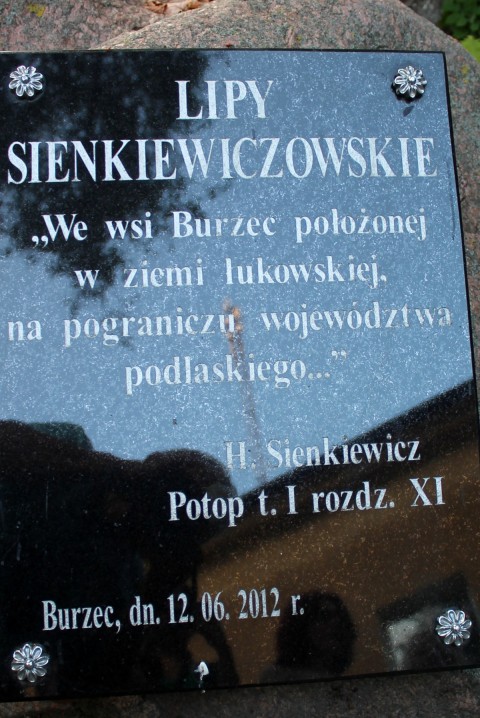 LIPY
SIENKIEWICZOWSKIE
„We wsi Burzec położonej
w ziemi łukowskiej,
na pograniczu województwa
podlaskiego...”
H. Sienkiewicz
Potop t. I rozdz. XI
Burzec, dn. 12. 06. 2012 r.